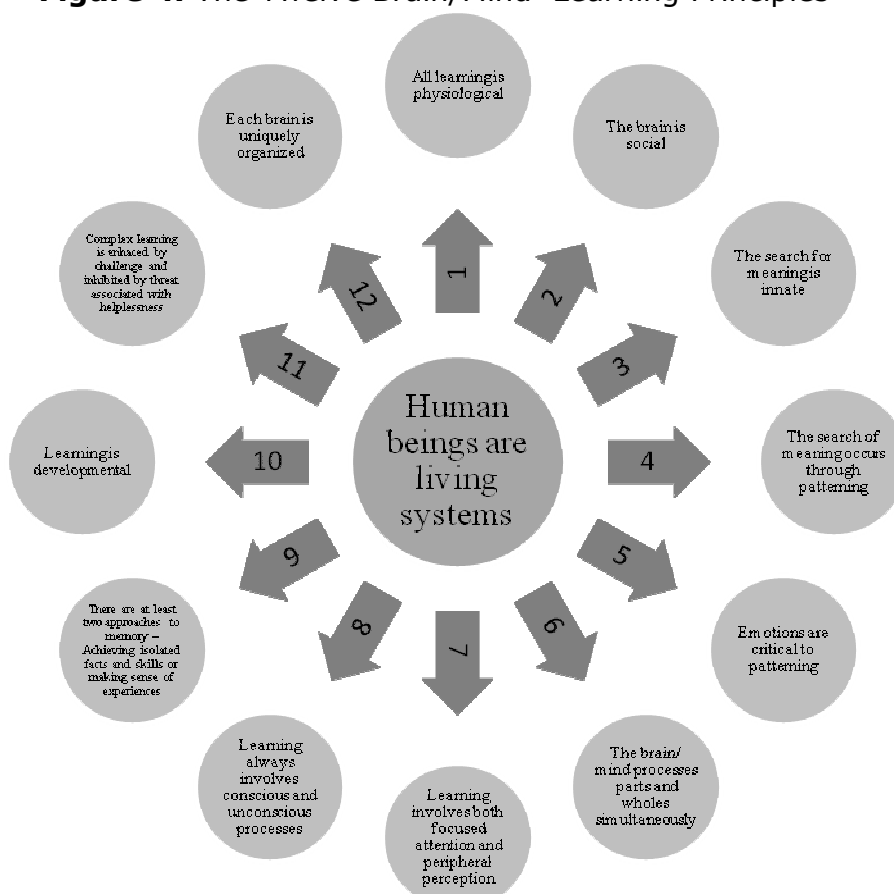 Figure 1. The Twelve Brain/Mind Learning Principles
All learning is
physiological
The brain is
social
The search for
meaning is
innate
The search of
meaning occurs
through
patterning
Emotions are
critical to
patterning
The brain/
mind processes
parts and
wholes
simultaneously
Learning
involves both
focused
attention and
peripheral
perception
Learning
always
involves
conscious and
unconscious
processes
There are at least
two approaches to
memory –
Achieving isolated
facts and skills or
making sense of
experiences
Learning is
developmental
Complex learning
is enhaced by
challenge and
inhibited by threat
associated with
helplessness
Each brain is
uniquely
organized
1
2
3
4
5
6
7
8
9
10
11
12
Human
beings are
living
systems